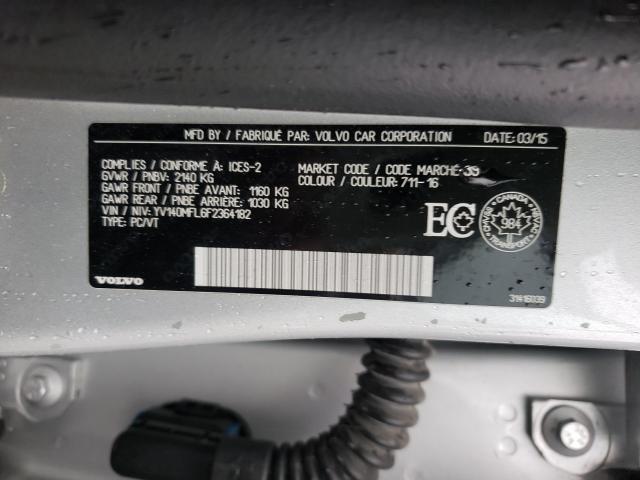 MFD BY / FABRIQUÉ PAR: VOLVO CAR CORPORATION DATE: 03/15
COMPLIES / CONFORME À: ICES-2
GVWR / PNBV: 2140 KG
GAWR FRONT / PNBE AVANT: 1160 KG
GAWR REAR / PNBE ARRIÈRE: 1030 KG
VIN / NIV: YV140MFL6F2364182
TYPE: PC/VT
MARKET CODE / CODE MARCHÉ: 39
COLOUR / COULEUR: 711-16
EC
CANADA
984
VOLVO
31416039